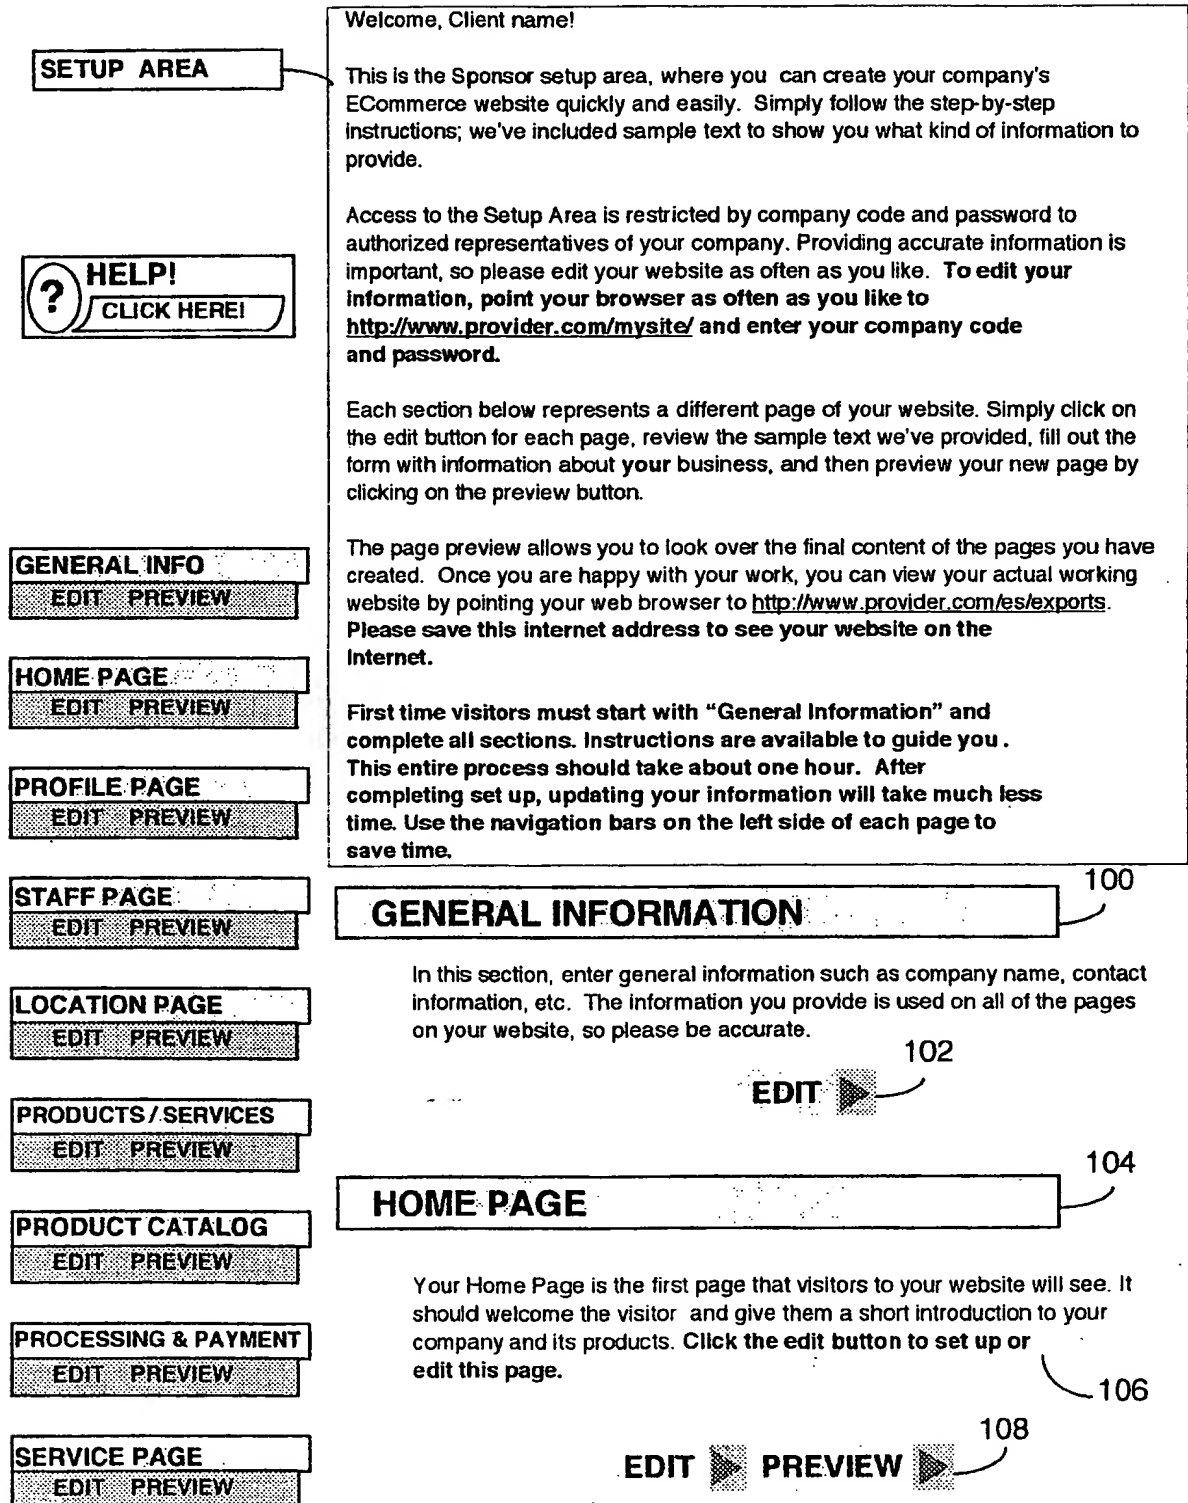 SETUP AREA
HELP!
?
CLICK HERE!
GENERAL INFO
EDIT PREVIEW
HOME PAGE
EDIT PREVIEW
PROFILE PAGE
EDIT PREVIEW
STAFF PAGE
EDIT PREVIEW
LOCATION PAGE
EDIT PREVIEW
PRODUCTS / SERVICES
EDIT PREVIEW
PRODUCT CATALOG
EDIT PREVIEW
PROCESSING & PAYMENT
EDIT PREVIEW
SERVICE PAGE
EDIT PREVIEW
Welcome, Client name!
This is the Sponsor setup area, where you can create your company's
ECommerce website quickly and easily. Simply follow the step-by-step
instructions; we've included sample text to show you what kind of information to
provide.
Access to the Setup Area is restricted by company code and password to
authorized representatives of your company. Providing accurate information is
important, so please edit your website as often as you like. To edit your
information, point your browser as often as you like to
http://www.provider.com/mysite/ and enter your company code
and password.
Each section below represents a different page of your website. Simply click on
the edit button for each page, review the sample text we've provided, fill out the
form with information about your business, and then preview your new page by
clicking on the preview button.
The page preview allows you to look over the final content of the pages you have
created. Once you are happy with your work, you can view your actual working
website by pointing your web browser to http://www.provider.com/es/exports.
Please save this internet address to see your website on the
Internet.
First time visitors must start with "General Information" and
complete all sections. Instructions are available to guide you.
This entire process should take about one hour. After
completing set up, updating your information will take much less
time. Use the navigation bars on the left side of each page to
save time.
100
GENERAL INFORMATION
In this section, enter general information such as company name, contact
information, etc. The information you provide is used on all of the pages
on your website, so please be accurate.
102
EDIT
104
HOME PAGE
Your Home Page is the first page that visitors to your website will see. It
should welcome the visitor and give them a short introduction to your
company and its products. Click the edit button to set up or
edit this page.
106
108
EDIT PREVIEW